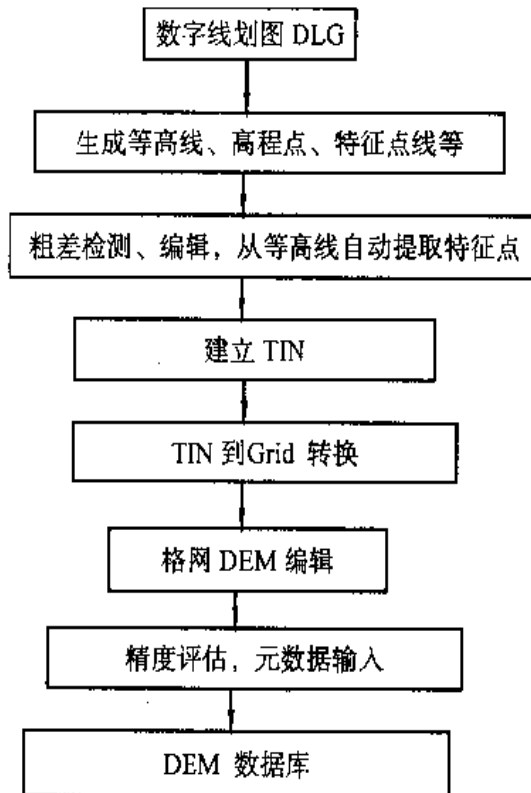 数字线划图 DLG
生成等高线、高程点、特征点线等
粗差检测、编辑，从等高线自动提取特征点
建立 TIN
TIN 到Grid 转换
格网 DEM 编辑
精度评估，元数据输入
DEM 数据库